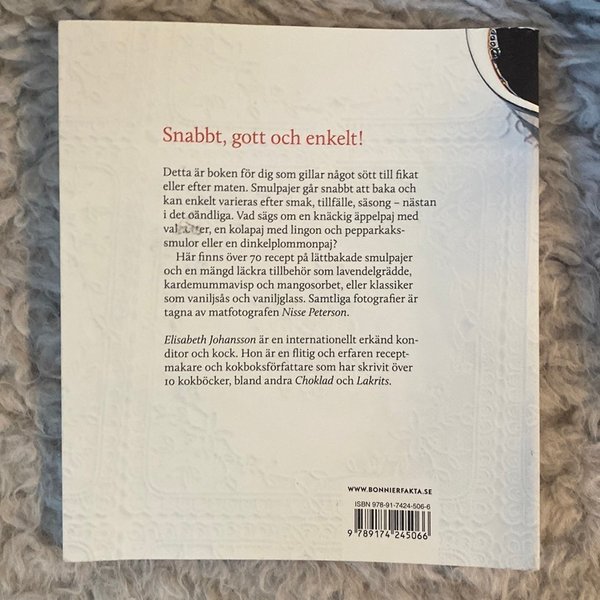 Snabbt, gott och enkelt!
Detta är boken för dig som gillar något sött till fikat
eller efter maten. Smulpajer går snabbt att baka och
kan enkelt varieras efter smak, tillfälle, säsong – nästan
i det oändliga. Vad sägs om en knäckig äppelpaj med
en kolapaj med lingon och pepparkaks-
smulor eller en dinkelplommonpaj?
Här finns över 70 recept på lättbakade smulpajer
och en mängd läckra tillbehör som lavendelgrädde,
kardemummavisp och mangosorbet, eller klassiker
som vaniljsås och vaniljglass. Samtliga fotografier är
tagna av matfotografen Nisse Peterson.
Elisabeth Johansson är en internationellt erkänd kon-
ditor och kock. Hon är en flitig och erfaren recept-
makare och kokboksförfattare som har skrivit över
10 kokböcker, bland andra Choklad och Lakrits.
WWW.BONNIERFAKTA.SE
ISBN 978-91-7424-506-6
9 789174 245066